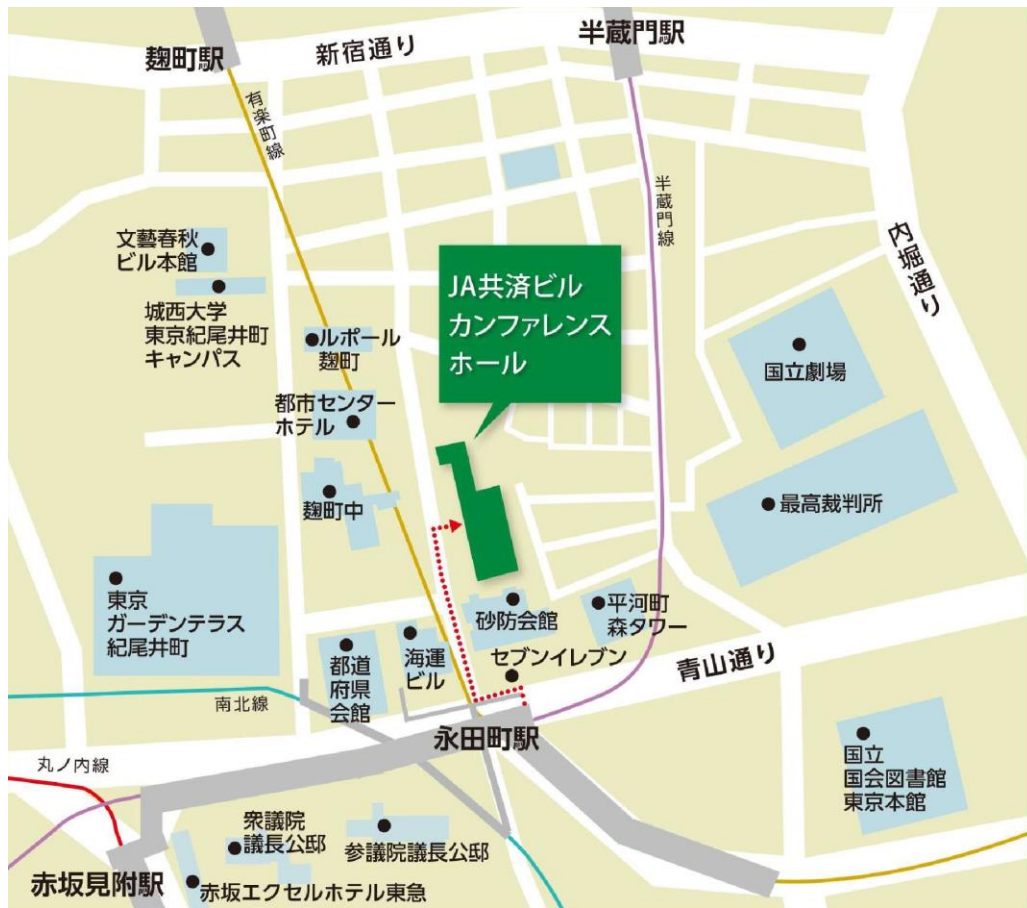 麹町駅
新宿通り
半蔵門駅
有楽町線
半蔵門線
内堀通り
文藝春秋
ビル本館
城西大学
東京紀尾井町
キャンパス
JA共済ビル
カンファレンス
ホール
ルポール
麹町
国立劇場
都市センター
ホテル
麹町中
最高裁判所
東京
ガーデンテラス
紀尾井町
砂防会館
平河町
森タワー
都道
府県
会館
海運
ビル
セブンイレブン
青山通り
南北線
永田町駅
丸ノ内線
国立
国会図書館
東京本館
衆議院
議長公邸
参議院議長公邸
赤坂見附駅
赤坂エクセルホテル東急